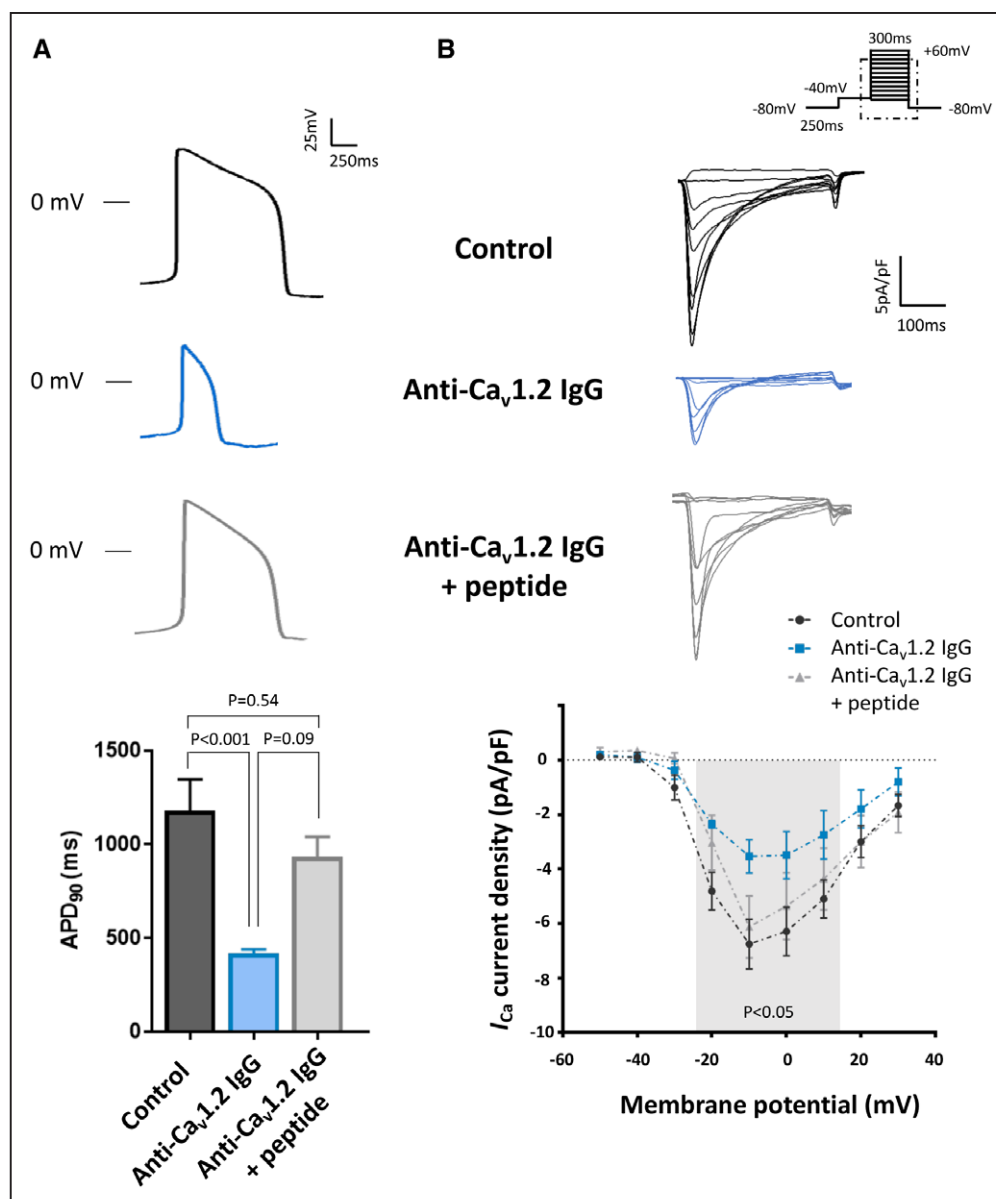 A
25mV
250ms
0 mV
0 mV
0 mV
B
300ms
+60mV
-40mV
-80mV
-80mV
250ms
Control
5pA/pF
100ms
Anti-Cav1.2 IgG
Anti-Cav1.2 IgG
+ peptide
Control
Anti-Cav1.2 IgG
Anti-Cav1.2 IgG
+ peptide
P=0.54
P<0.001
P=0.09
1500
1000
500
0
APD90 (ms)
Control
Anti-Cav1.2 IgG
Anti-Cav1.2 IgG
+ peptide
0
-2
-4
-6
-8
-10
ICa current density (pA/pF)
P<0.05
-60
-40
-20
0
20
40
Membrane potential (mV)